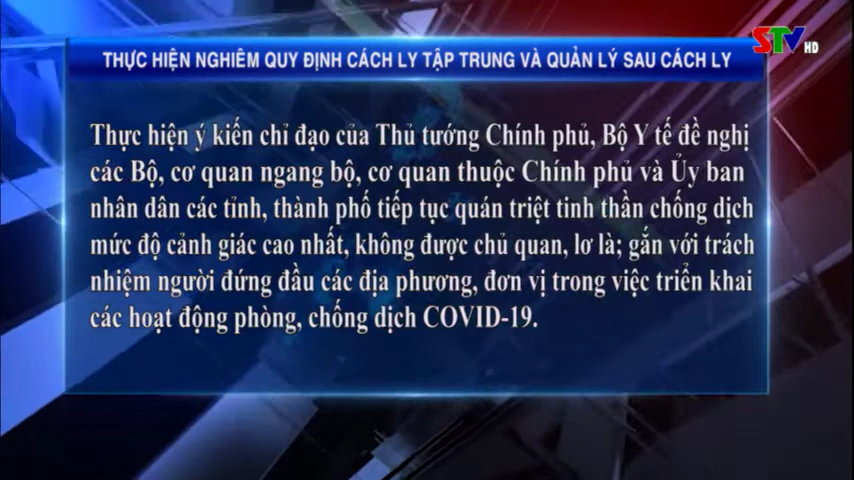 STV HD
THỰC HIỆN NGHIÊM QUY ĐỊNH CÁCH LY TẬP TRUNG VÀ QUẢN LÝ SAU CÁCH LY
Thực hiện ý kiến chỉ đạo của Thủ tướng Chính phủ, Bộ Y tế đề nghị
các Bộ, cơ quan ngang bộ, cơ quan thuộc Chính phủ và Ủy ban
nhân dân các tỉnh, thành phố tiếp tục quán triệt tinh thần chống dịch
mức độ cảnh giác cao nhất, không được chủ quan, lơ là; gắn với trách
nhiệm người đứng đầu các địa phương, đơn vị trong việc triển khai
các hoạt động phòng, chống dịch COVID-19.